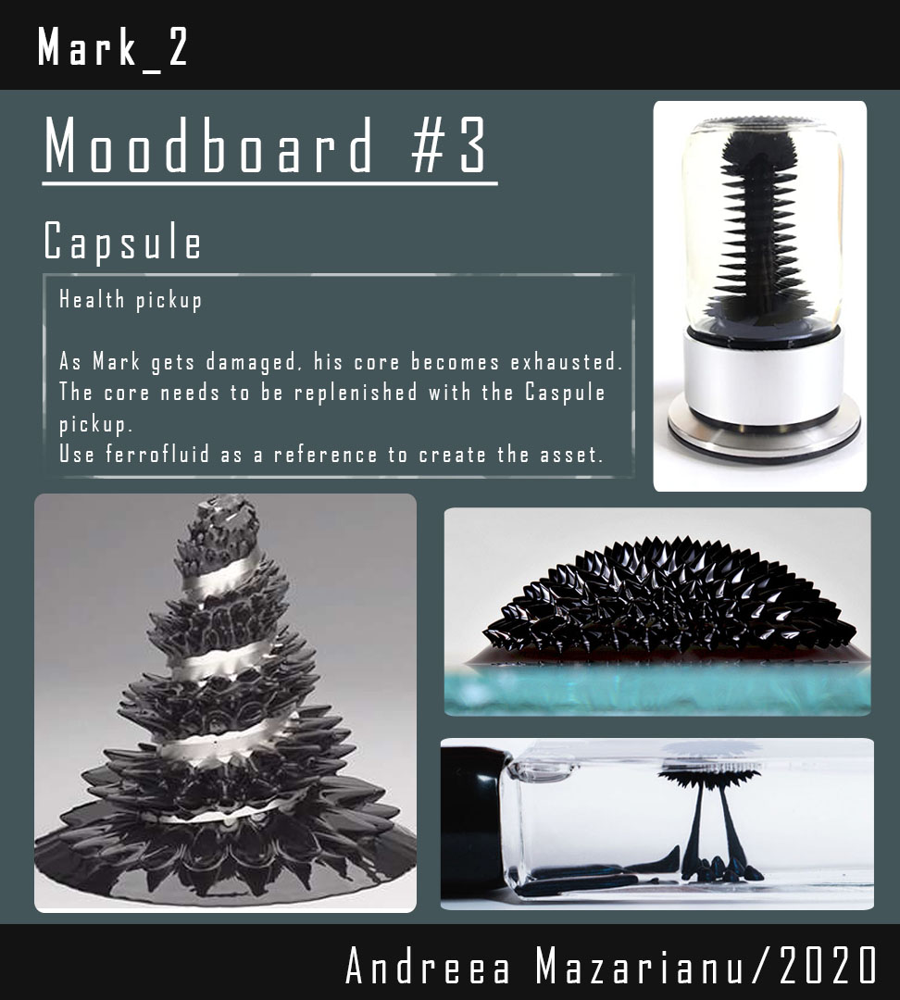 Mark_2
Moodboard #3
Capsule
Health pickup
As Mark gets damaged, his core becomes exhausted.
The core needs to be replenished with the Caspule
pickup.
Use ferrofluid as a reference to create the asset.
Andreea Mazarianu/2020